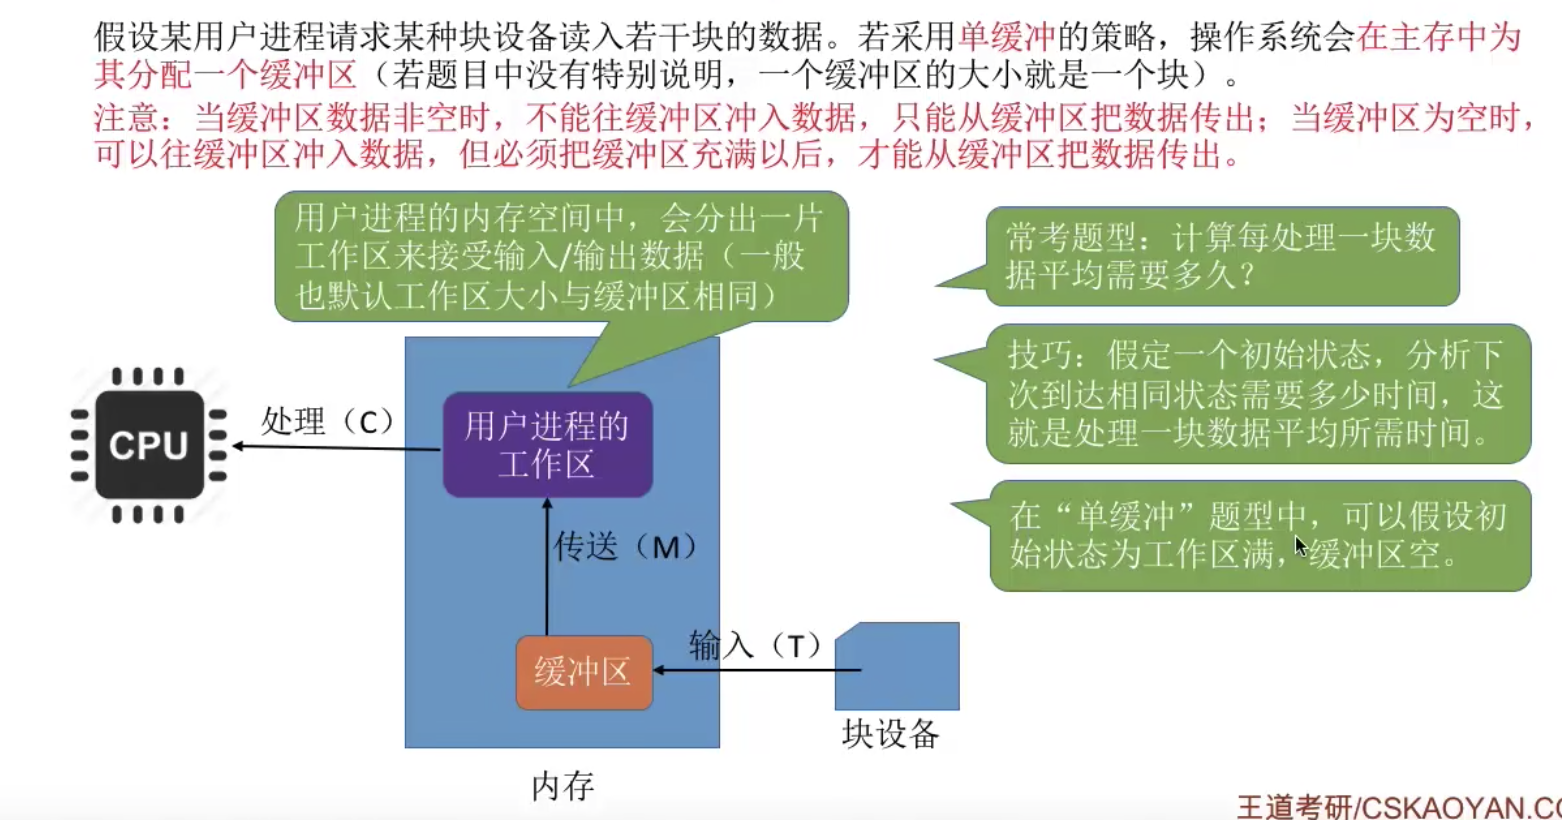 假设某用户进程请求某种块设备读入若干块的数据。若采用单缓冲的策略，操作系统会在主存中为
其分配一个缓冲区（若题目中没有特别说明，一个缓冲区的大小就是一个块）。
注意：当缓冲区数据非空时，不能往缓冲区冲入数据，只能从缓冲区把数据传出；当缓冲区为空时，
可以往缓冲区冲入数据，但必须把缓冲区充满以后，才能从缓冲区把数据传出。
用户进程的内存空间中，会分出一片
工作区来接受输入/输出数据（一般
也默认工作区大小与缓冲区相同）
常考题型：计算每处理一块数
据平均需要多久？
技巧：假定一个初始状态，分析下
次到达相同状态需要多少时间，这
就是处理一块数据平均所需时间。
在“单缓冲”题型中，可以假设初
始状态为工作区满，缓冲区空。
CPU
处理（C）
用户进程的
工作区
传送（M）
缓冲区
输入（T）
块设备
内存
王道考研/CSKAOYAN.CO